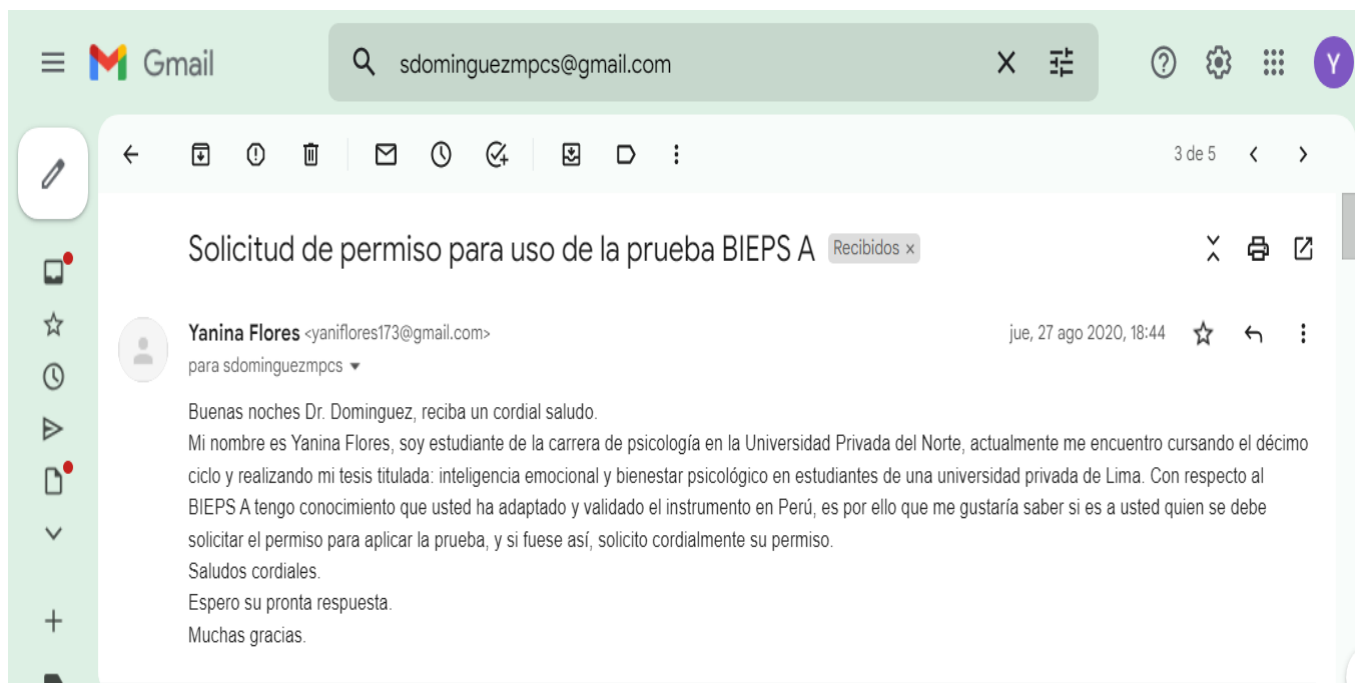 Gmail
sdominguezmpcs@gmail.com
Y
3 de 5
Solicitud de permiso para uso de la prueba BIEPS A Recibidos x
Yanina Flores <yaniflores173@gmail.com>
jue, 27 ago 2020, 18:44
para sdominguezmpcs
Buenas noches Dr. Dominguez, reciba un cordial saludo.
Mi nombre es Yanina Flores, soy estudiante de la carrera de psicología en la Universidad Privada del Norte, actualmente me encuentro cursando el décimo
ciclo y realizando mi tesis titulada: inteligencia emocional y bienestar psicológico en estudiantes de una universidad privada de Lima. Con respecto al
BIEPS A tengo conocimiento que usted ha adaptado y validado el instrumento en Perú, es por ello que me gustaría saber si es a usted quien se debe
solicitar el permiso para aplicar la prueba, y si fuese así, solicito cordialmente su permiso.
Saludos cordiales.
Espero su pronta respuesta.
Muchas gracias.